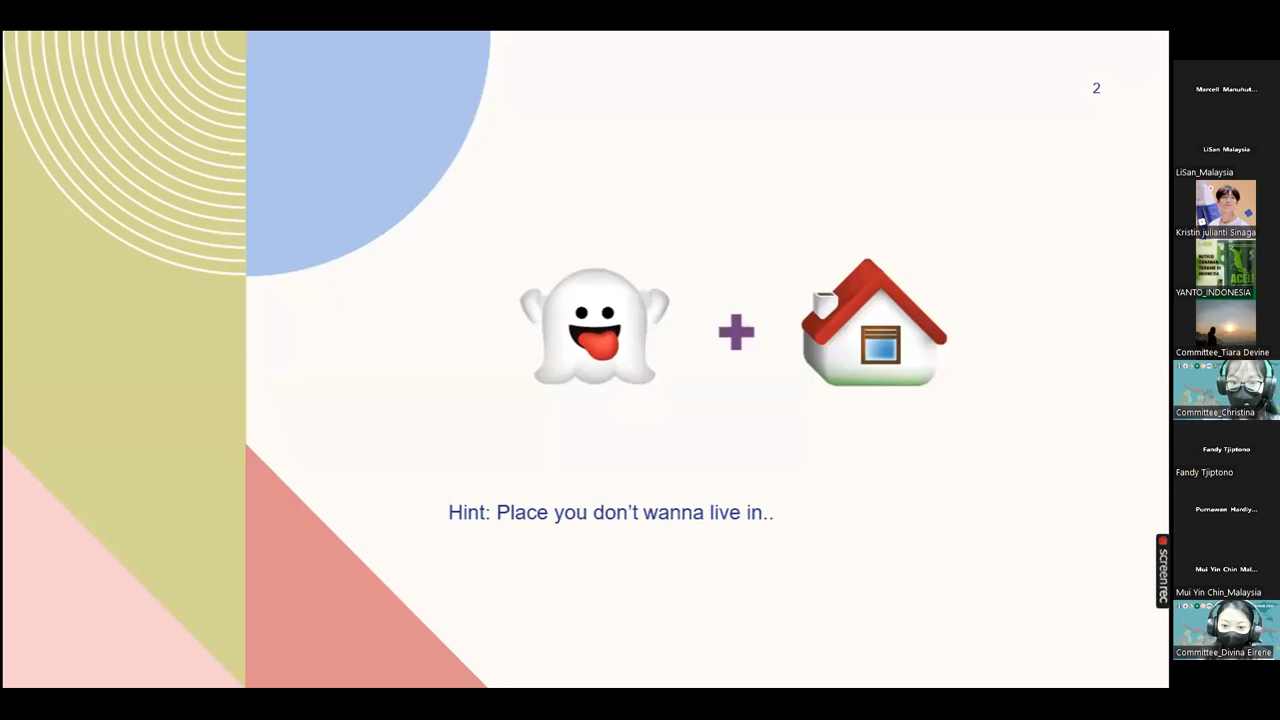 2
Hint: Place you don't wanna live in..
Marcell Manuhut...
LiSan Malaysia
LiSan_Malaysia
Kristin julianti Sinaga
YANTO_INDONESIA
Committee_Tiara Devine
Committee_Christina
Fandy Tjiptono
Fandy Tjiptono
Purnawan Hardiy...
Mui Yin Chin Mal...
Mui Yin Chin_Malaysia
Committee_Divina Eirene
screenrec